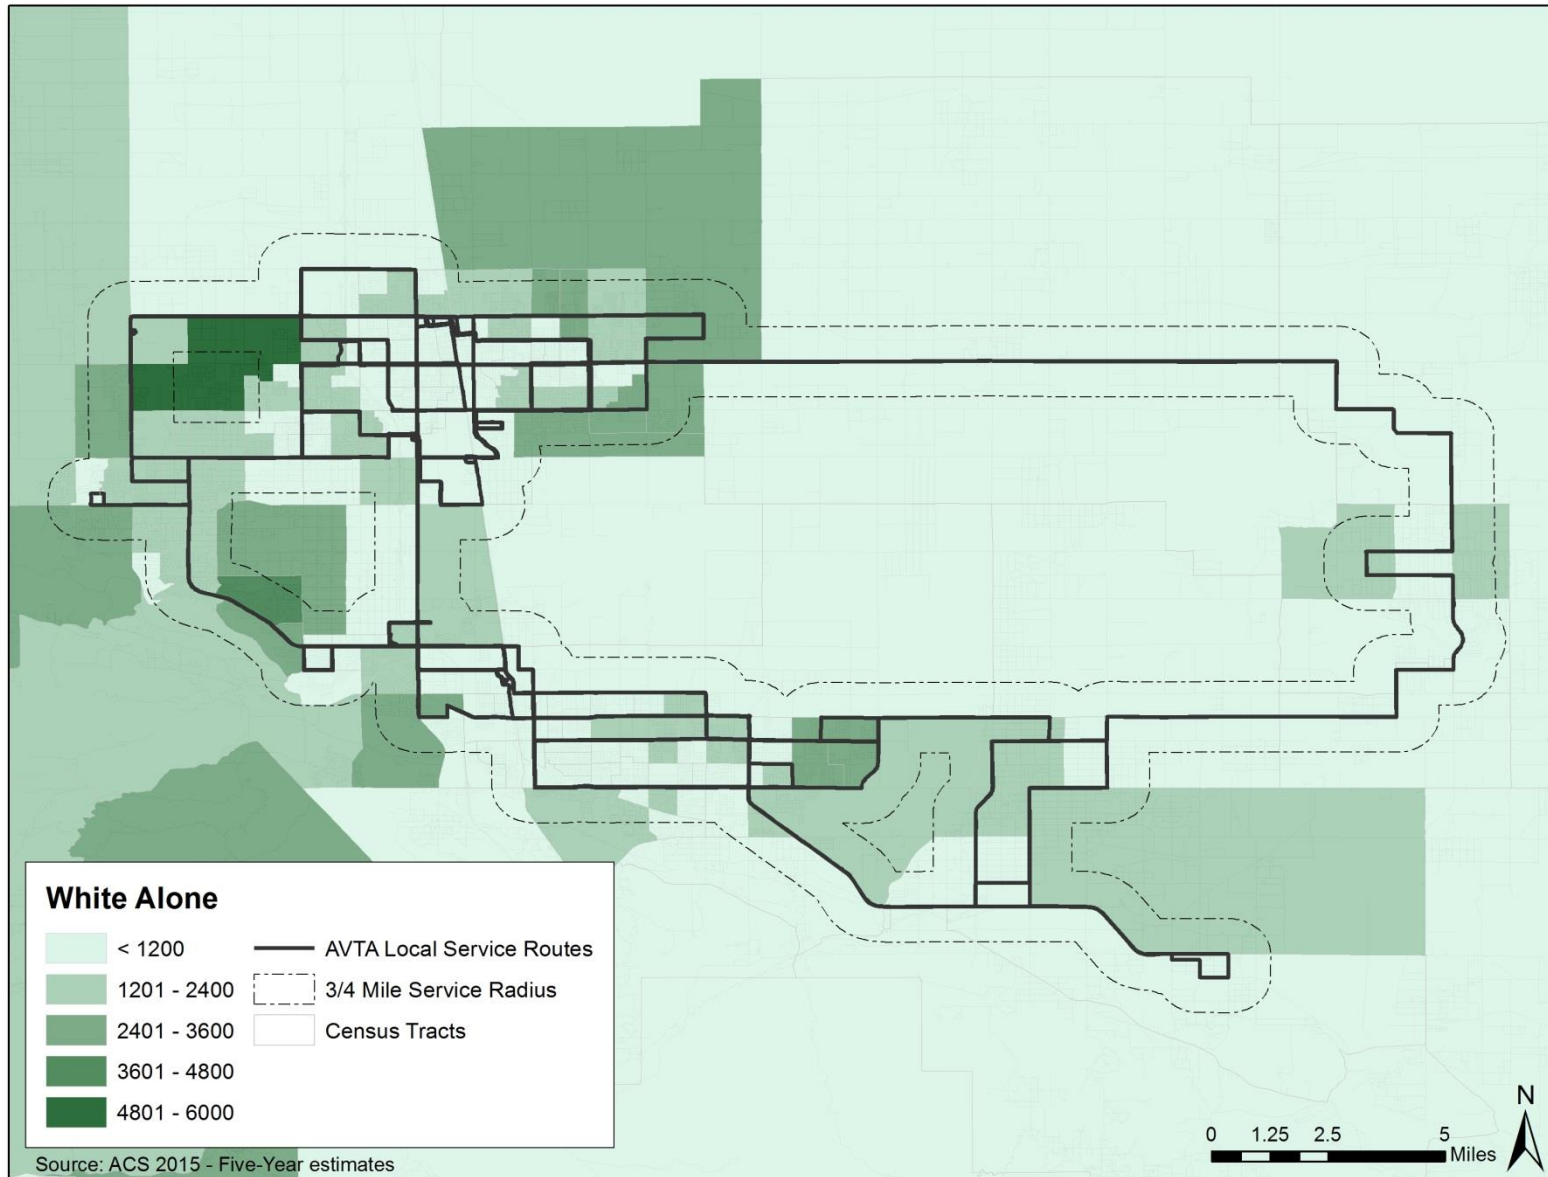 White Alone
< 1200
1201 - 2400
2401 - 3600
3601 - 4800
4801 - 6000
AVTA Local Service Routes
3/4 Mile Service Radius
Census Tracts
Source: ACS 2015 - Five-Year estimates
0 1.25 2.5 5
Miles
N